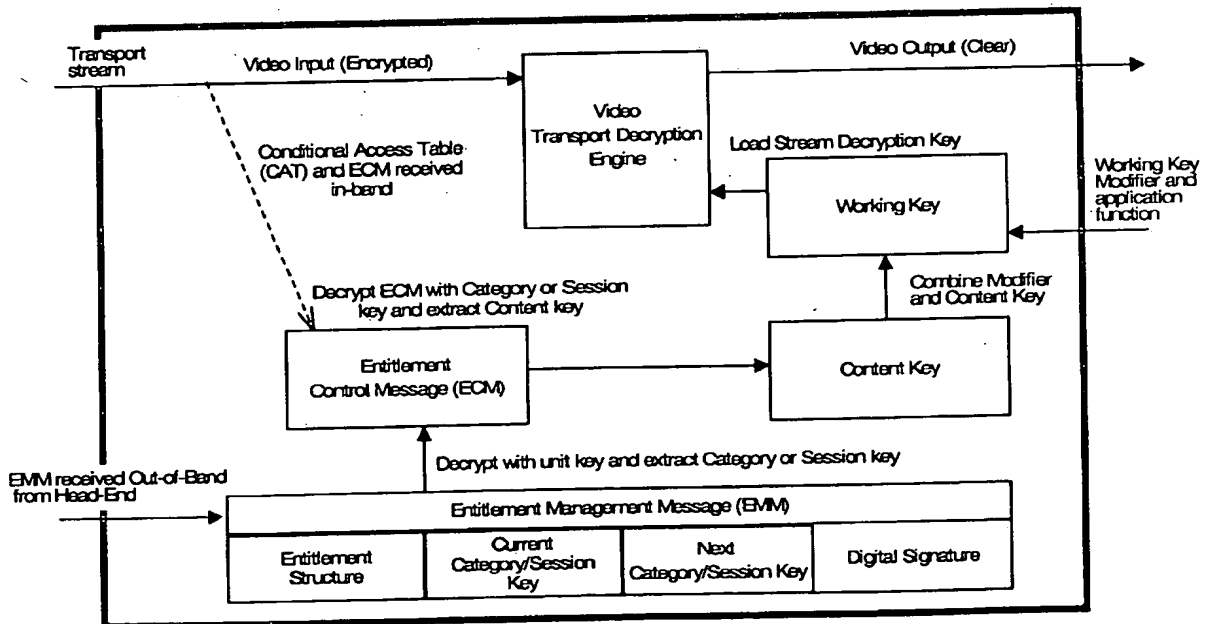 Transport
stream
Video Input (Encrypted)
Video Output (Clear)
Video
Transport Decryption
Engine
Conditional Access Table
(CAT) and ECM received
in-band
Load Stream Decryption Key
Working Key
Working Key
Modifier and
application
function
Decrypt ECM with Category or Session
key and extract Content key
Combine Modifier
and Content Key
Entitlement
Control Message (ECM)
Content Key
Decrypt with unit key and extract Category or Session key
EMM received Out-of-Band
from Head-End
Entitlement Management Message (EMM)
Entitlement
Structure
Current
Category/Session
Key
Next
Category/Session Key
Digital Signature